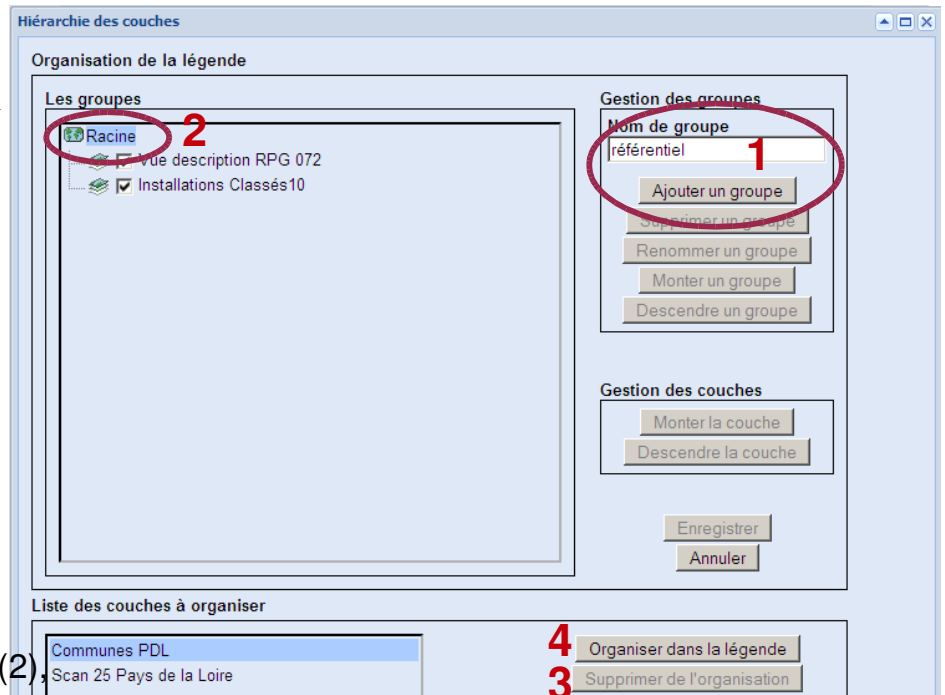 Hiérarchie des couches
Organisation de la légende
Les groupes
Racine
2
Vue description RPG 072
Installations Classés10
Gestion des groupes
Nom de groupe
référentiel
1
Ajouter un groupe
Supprimer un groupe
Renommer un groupe
Monter un groupe
Descendre un groupe
Gestion des couches
Monter la couche
Descendre la couche
Enregistrer
Annuler
Liste des couches à organiser
Communes PDL
(2),
Scan 25 Pays de la Loire
4
Organiser dans la légende
3
Supprimer de l'organisation